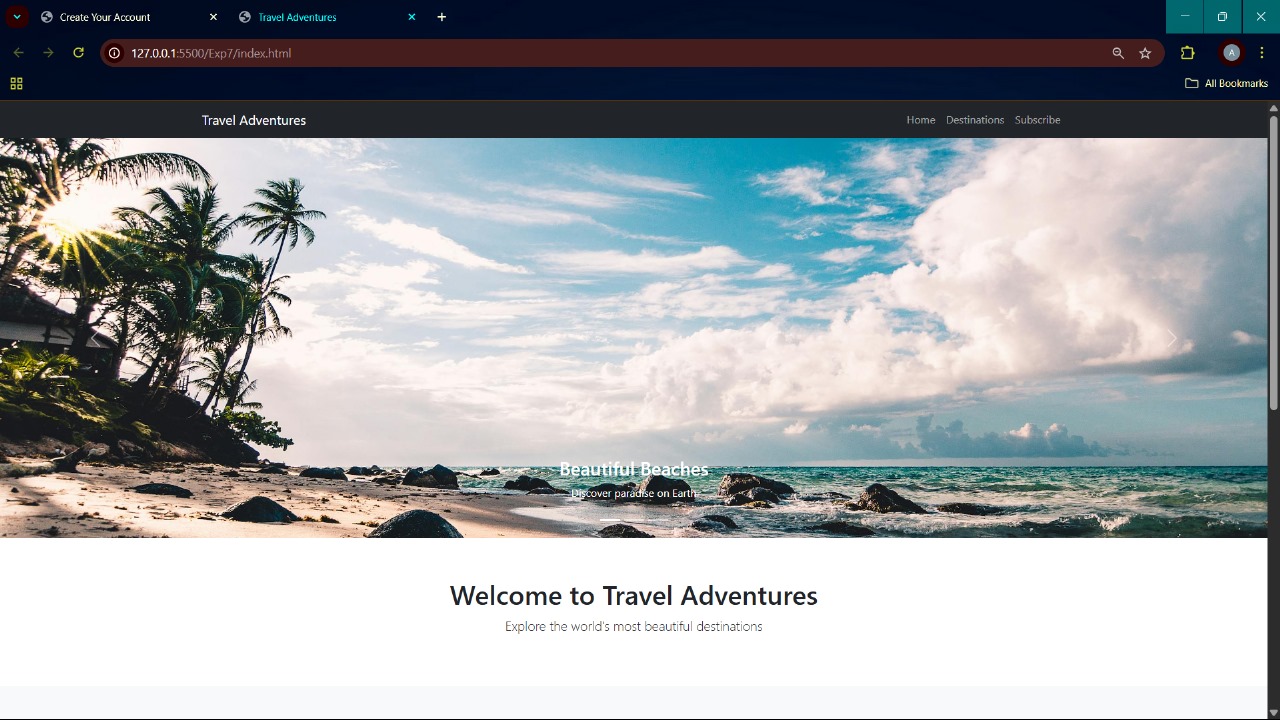 Create Your Account
Travel Adventures
127.0.0.1:5500/Exp7/index.html
A
All Bookmarks
Travel Adventures
Home Destinations Subscribe
Beautiful Beaches
Discover paradise on Earth
Welcome to Travel Adventures
Explore the world's most beautiful destinations